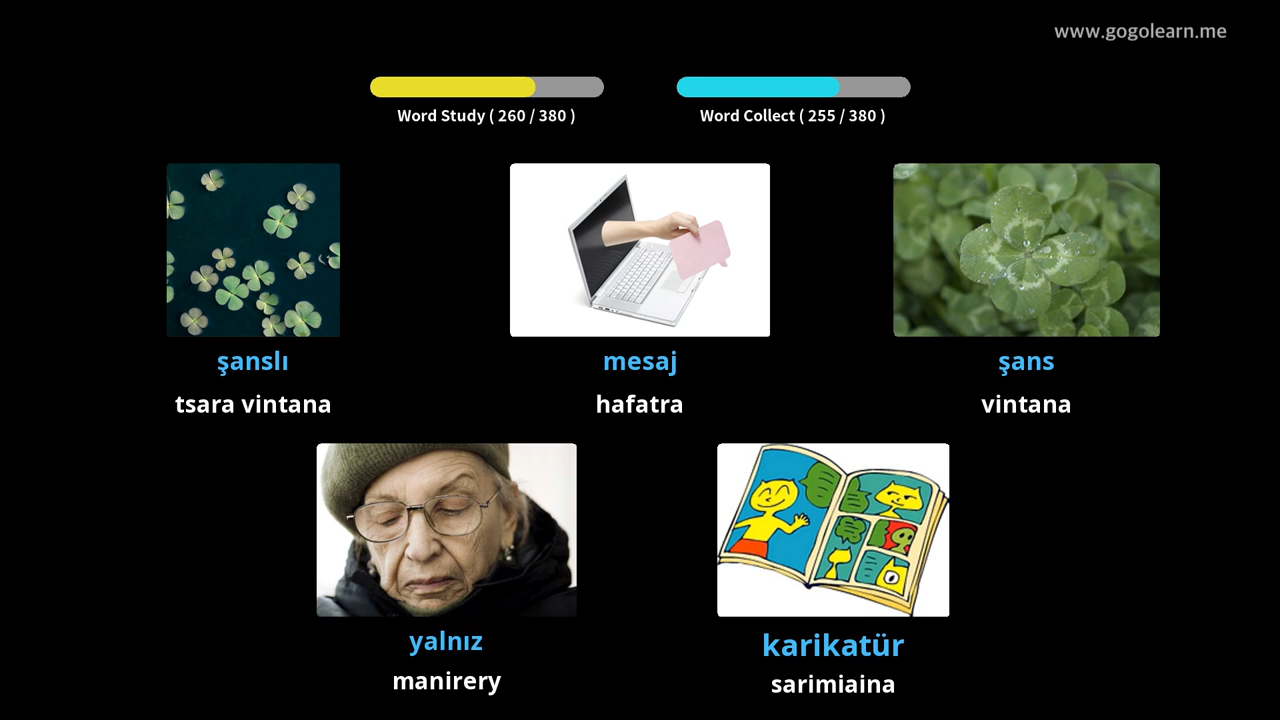 www.gogolearn.me
Word Study ( 260 / 380 )
Word Collect ( 255 / 380 )
şanslı
tsara vintana
mesaj
hafatra
şans
vintana
yalnız
manirery
karikatür
sarimiaina